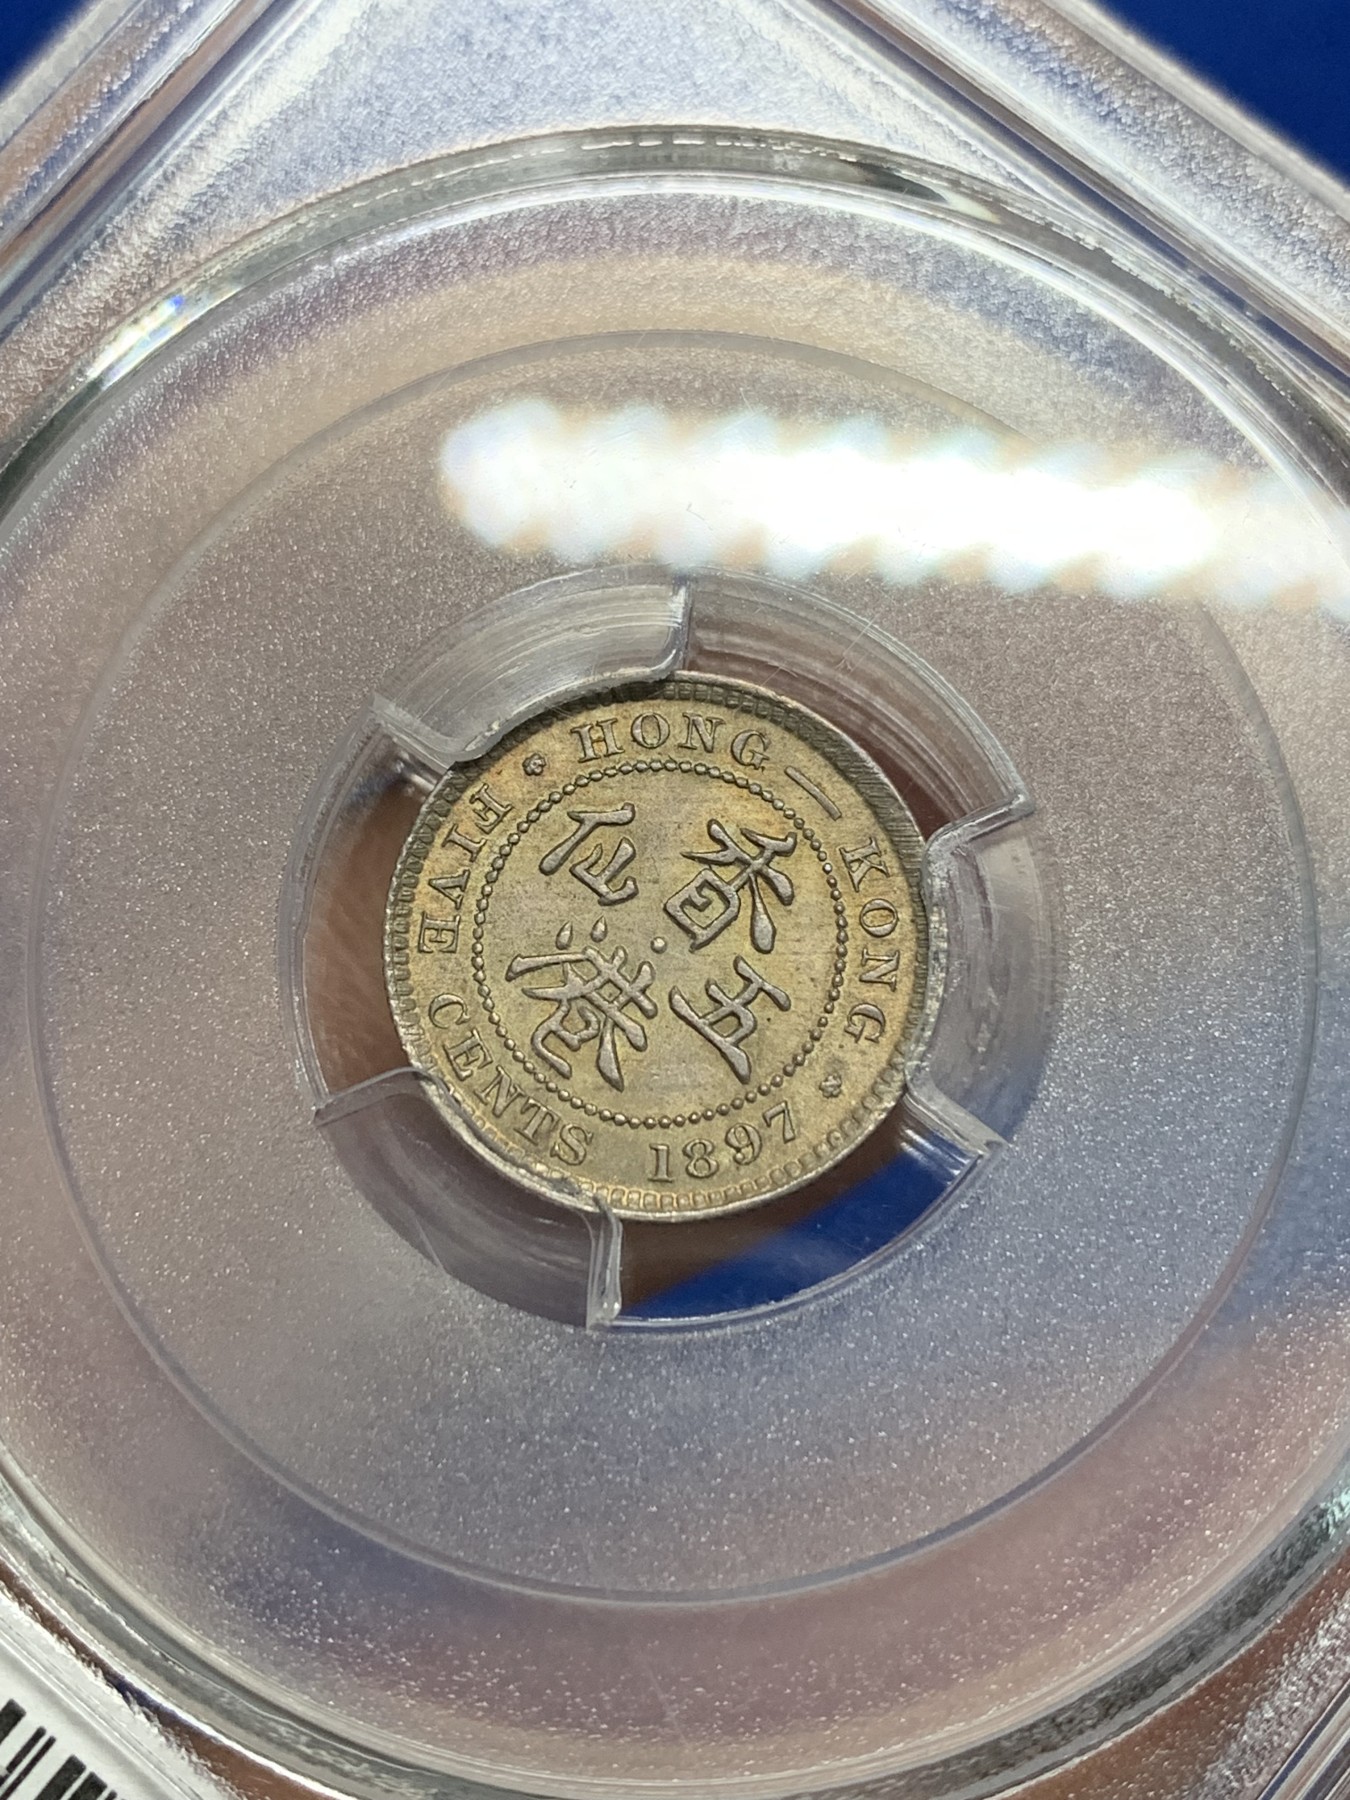 HONG — KONG
FIVE CENTS 1897
香
港
五
仙